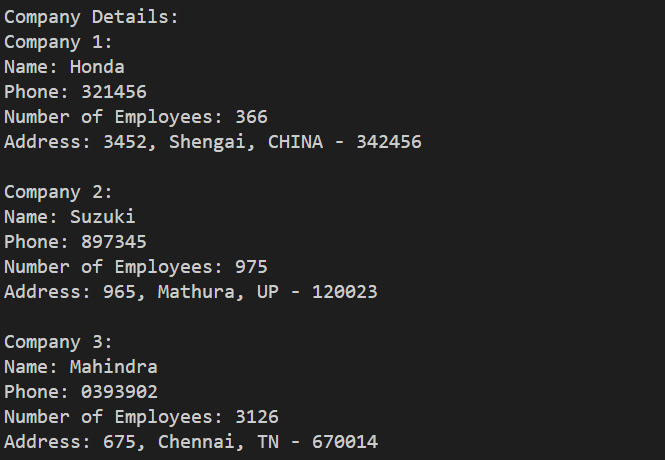 Company Details:
Company 1:
Name: Honda
Phone: 321456
Number of Employees: 366
Address: 3452, Shengai, CHINA - 342456
Company 2:
Name: Suzuki
Phone: 897345
Number of Employees: 975
Address: 965, Mathura, UP - 120023
Company 3:
Name: Mahindra
Phone: 0393902
Number of Employees: 3126
Address: 675, Chennai, TN - 670014